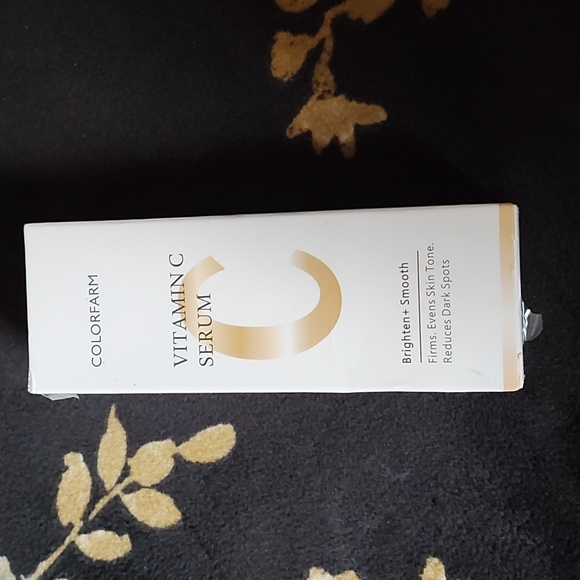 COLORFARM
VITAMIN C
SERUM
C
Brighten+ Smooth
Firms. Evens Skin Tone.
Reduces Dark Spots